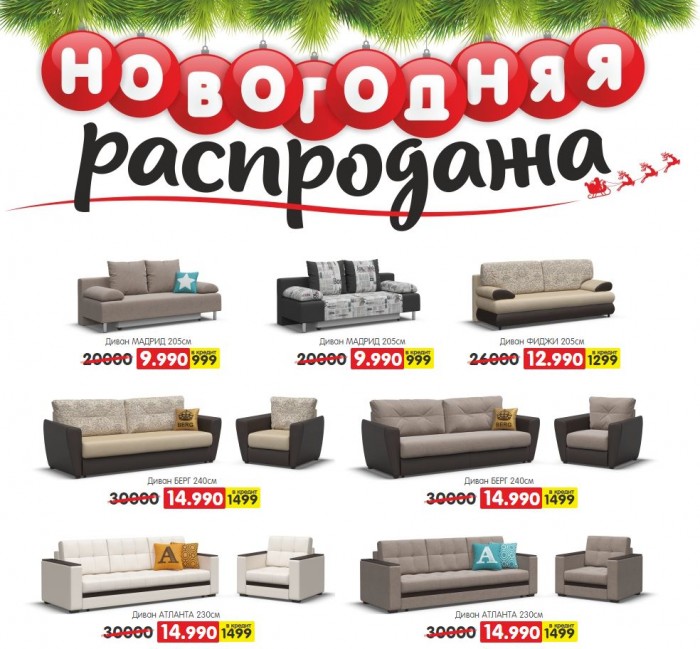 НОВОГОДНЯЯ
распродажа
Диван МАДРИД 205см
20000 9.990 в кредит 999
Диван МАДРИД 205см
20000 9.990 в кредит 999
Диван ФИДЖИ 205см
26000 12.990 в кредит 1299
BERG
Диван БЕРГ 240см
30000 14.990 в кредит 1499
BERG
Диван БЕРГ 240см
30000 14.990 в кредит 1499
A
Диван АТЛАНТА 230см
30000 14.990 в кредит 1499
A
Диван АТЛАНТА 230см
30000 14.990 в кредит 1499